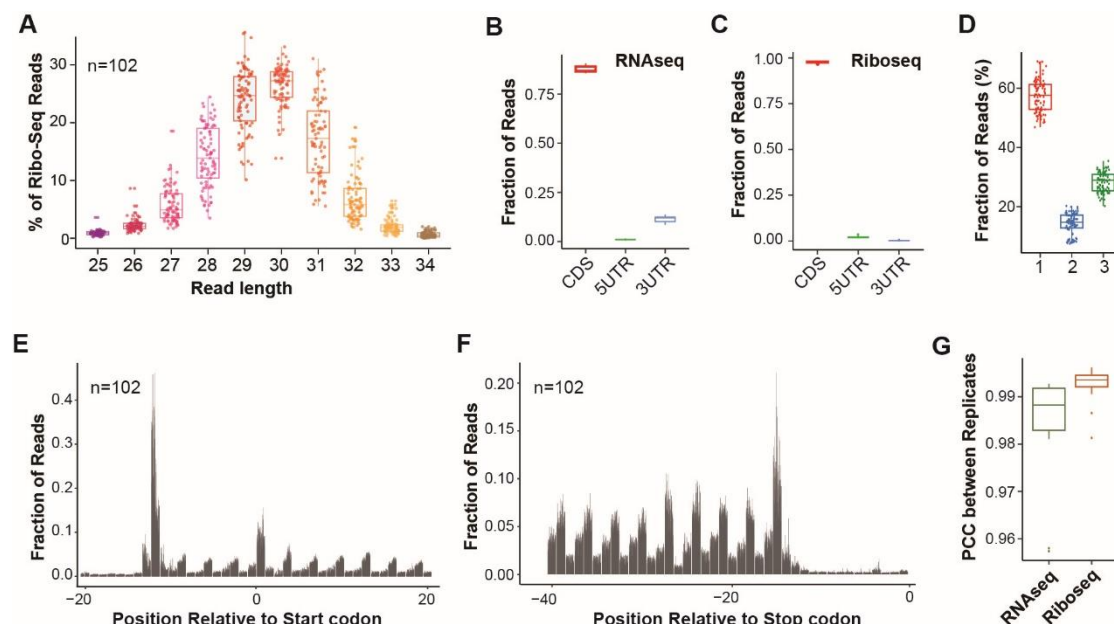 A
n=102
% of Ribo-Seq Reads
30
20
10
0
25 26 27 28 29 30 31 32 33 34
Read length
B
RNAseq
Fraction of Reads
0.75
0.50
0.25
0.00
CDS
5UTR
3UTR
C
Riboseq
Fraction of Reads
1.00
0.75
0.50
0.25
0.00
CDS
5UTR
3UTR
D
Fraction of Reads (%)
60
40
20
1 2 3
E
n=102
Fraction of Reads
0.4
0.3
0.2
0.1
0.0
−20 0 20
Position Relative to Start codon
F
n=102
Fraction of Reads
0.20
0.15
0.10
0.05
0.00
−40 −20 0
Position Relative to Stop codon
G
PCC between Replicates
0.99
0.98
0.97
0.96
RNAseq
Riboseq